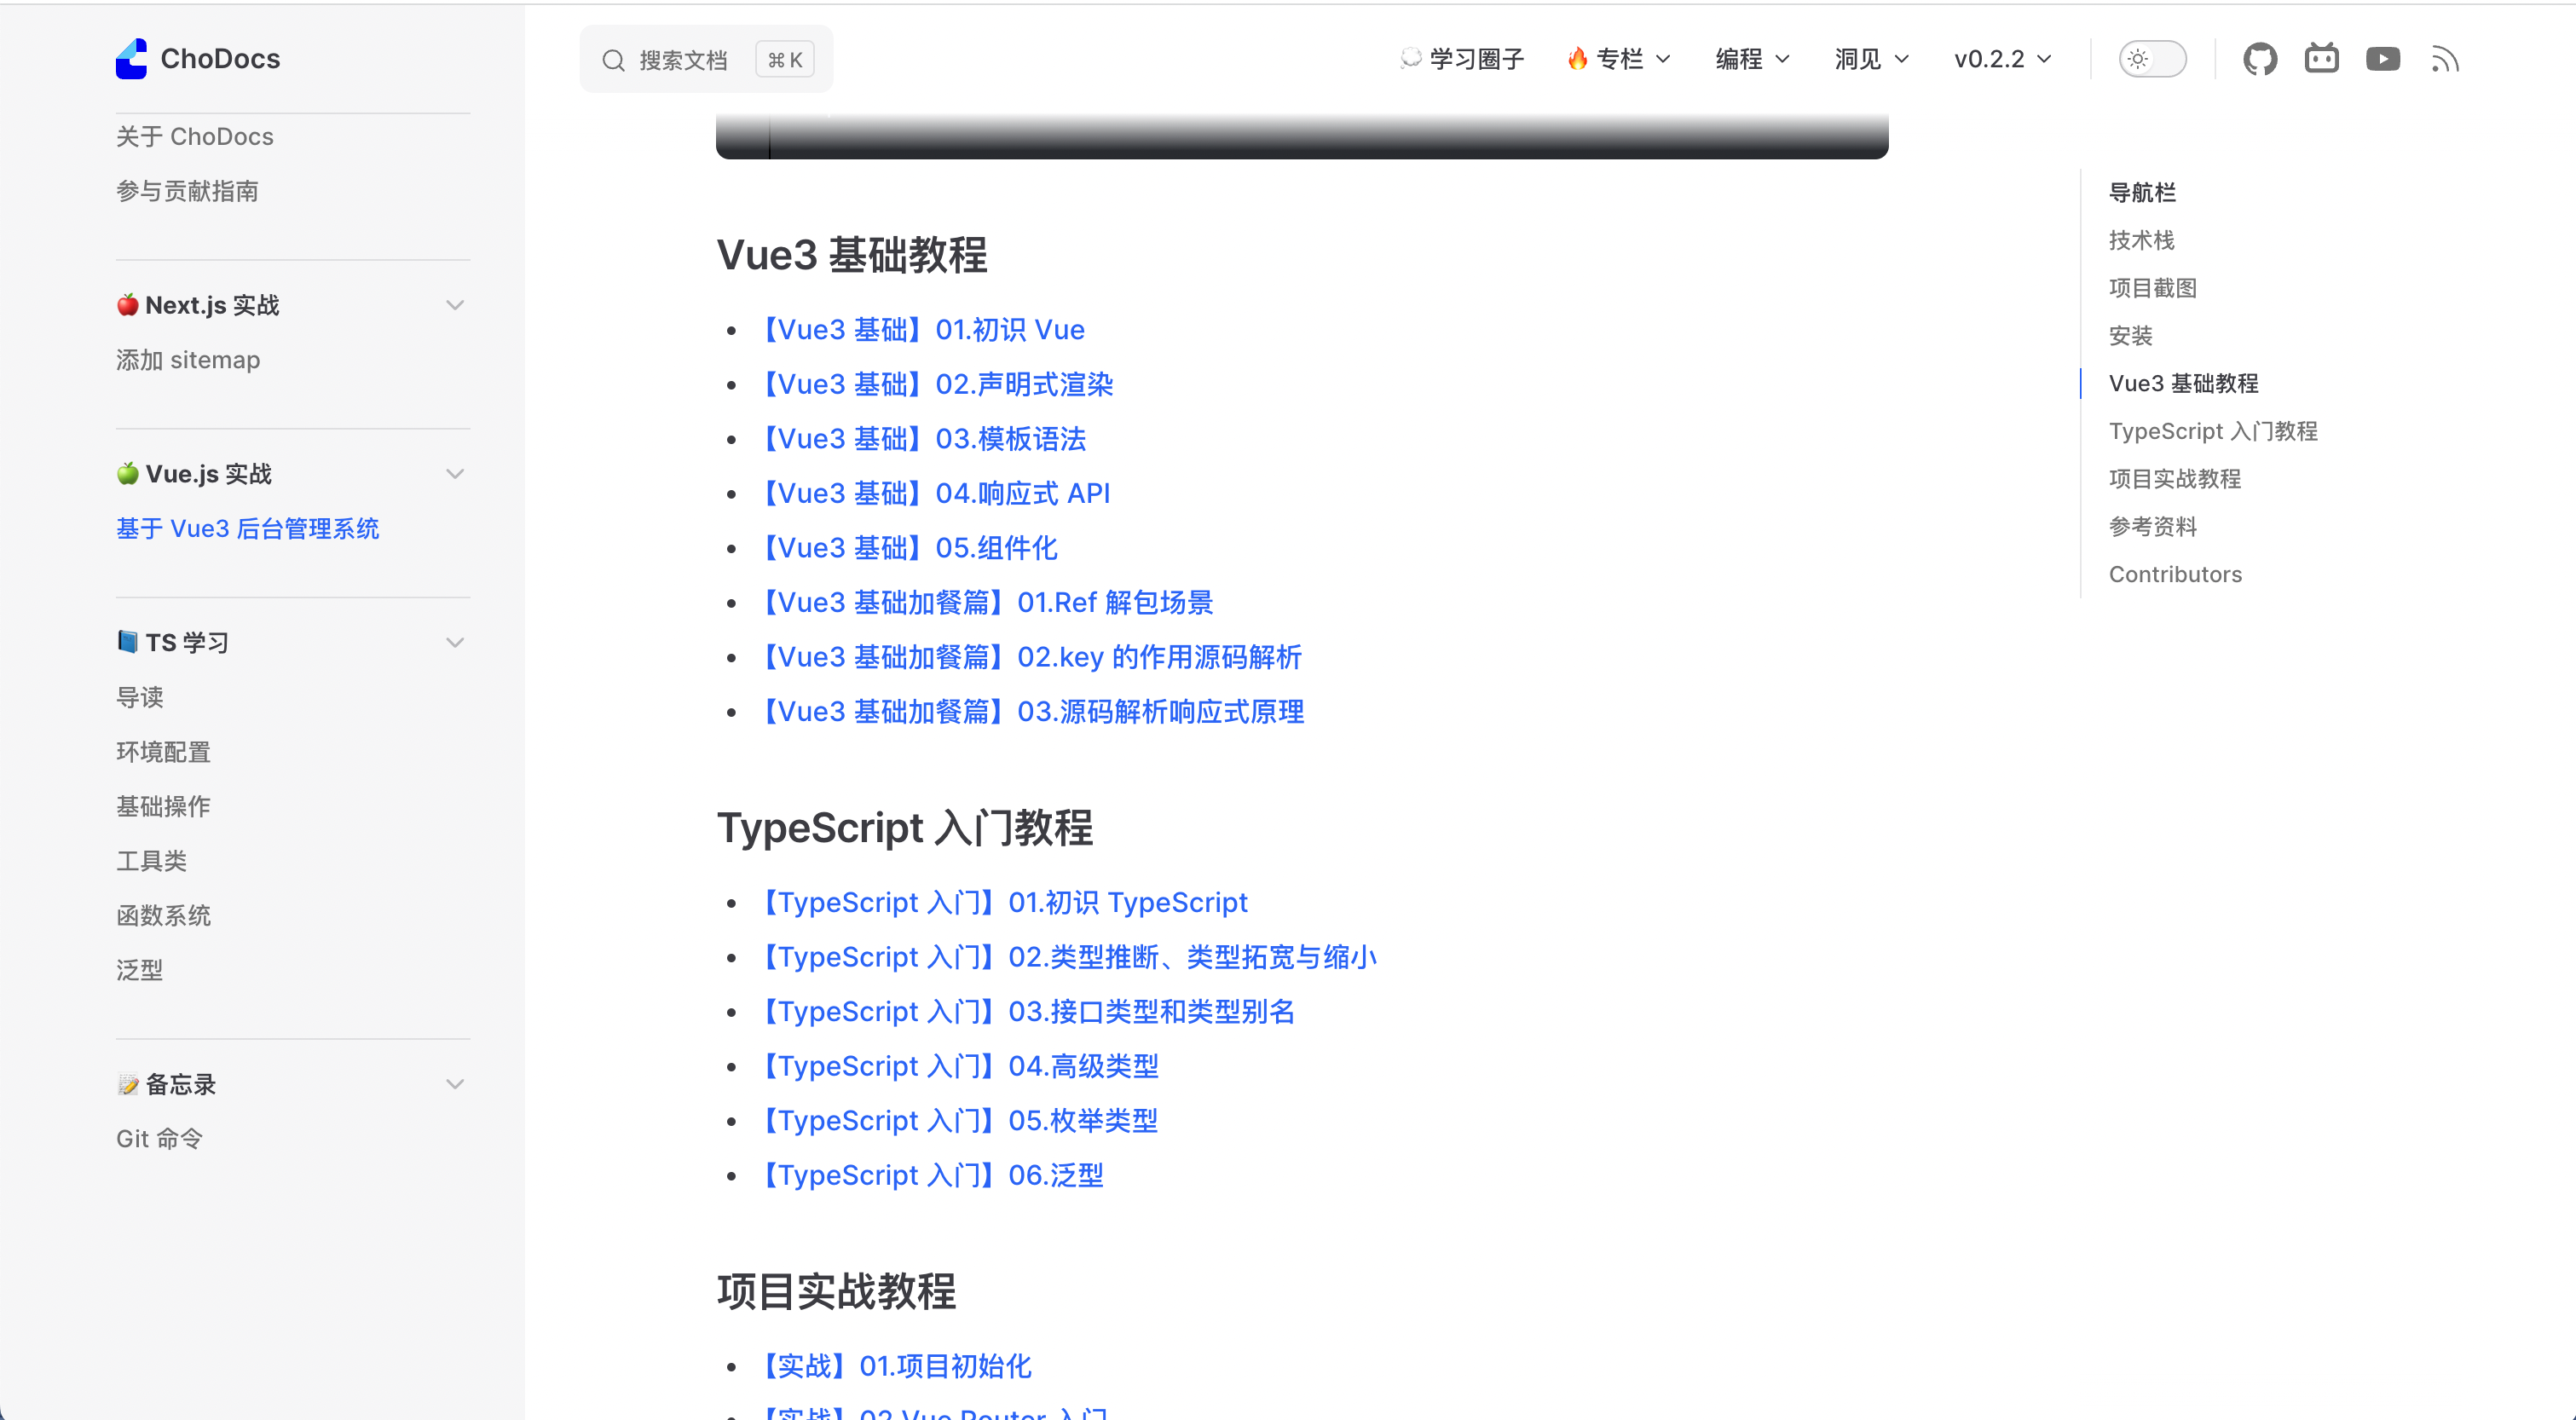 ChoDocs
搜索文档 ⌘ K
学习圈子 专栏 编程 洞见 v0.2.2
关于 ChoDocs
参与贡献指南
Next.js 实战
添加 sitemap
Vue.js 实战
基于 Vue3 后台管理系统
TS 学习
导读
环境配置
基础操作
工具类
函数系统
泛型
备忘录
Git 命令
Vue3 基础教程
【Vue3 基础】01.初识 Vue
【Vue3 基础】02.声明式渲染
【Vue3 基础】03.模板语法
【Vue3 基础】04.响应式 API
【Vue3 基础】05.组件化
【Vue3 基础加餐篇】01.Ref 解包场景
【Vue3 基础加餐篇】02.key 的作用源码解析
【Vue3 基础加餐篇】03.源码解析响应式原理
TypeScript 入门教程
【TypeScript 入门】01.初识 TypeScript
【TypeScript 入门】02.类型推断、类型拓宽与缩小
【TypeScript 入门】03.接口类型和类型别名
【TypeScript 入门】04.高级类型
【TypeScript 入门】05.枚举类型
【TypeScript 入门】06.泛型
项目实战教程
【实战】01.项目初始化
【实战】02.Vue Router 入门
导航栏
技术栈
项目截图
安装
Vue3 基础教程
TypeScript 入门教程
项目实战教程
参考资料
Contributors